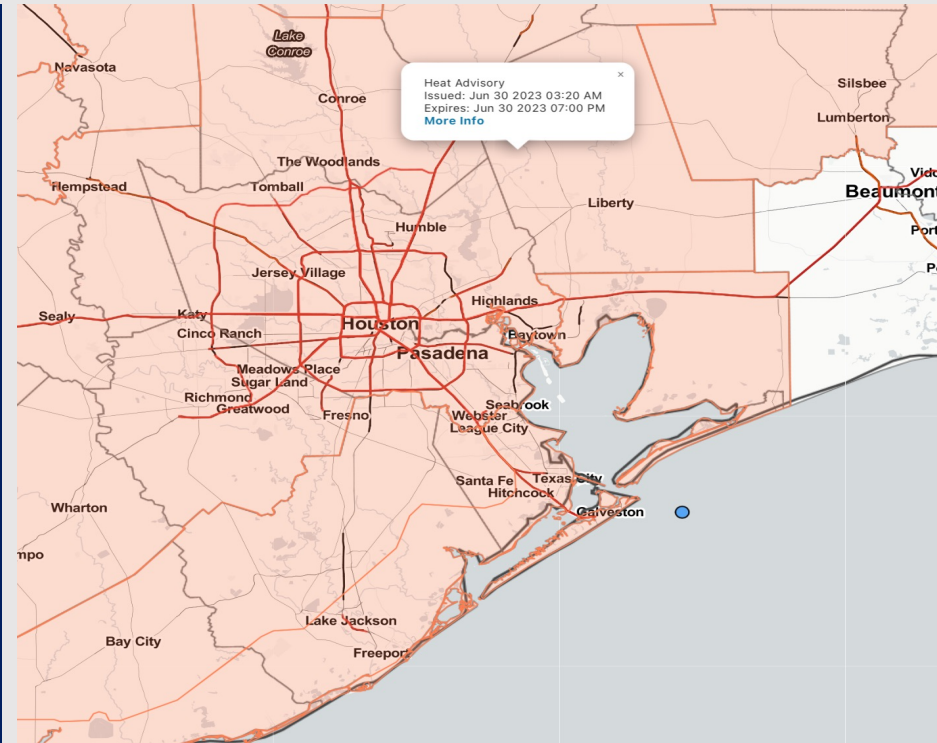 Lake
Conroe
Navasota
Heat Advisory
×
Issued: Jun 30 2023 03:20 AM
Expires: Jun 30 2023 07:00 PM
More Info
Silsbee
Conroe
Lumberton
The Woodlands
Hempstead
Tomball
Vido
Beaumont
Liberty
Humble
Port
Jersey Village
P
Highlands
Sealy
Katy
Houston
Cinco Ranch
Baytown
Pasadena
Meadows Place
Sugar Land
Richmond
Greatwood
Fresno
Seabrook
Webster
League City
Santa Fe
Texas City
Hitchcock
Wharton
Galveston
mpo
Lake Jackson
Bay City
Freeport